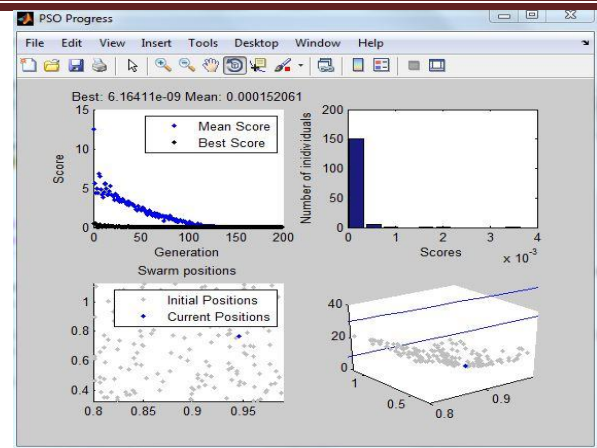 PSO Progress
File Edit View Insert Tools Desktop Window Help
Best: 6.16411e-09 Mean: 0.000152061
15
10
5
0
Score
Mean Score
Best Score
0 50 100 150 200
Generation
200
150
100
50
0
Number of inidividuals
0 1 2 3 4
Scores
x 10⁻³
Swarm positions
1
0.8
0.6
0.4
Initial Positions
Current Positions
0.8 0.85 0.9 0.95
40
20
0
1
0.5
0.8
0.9